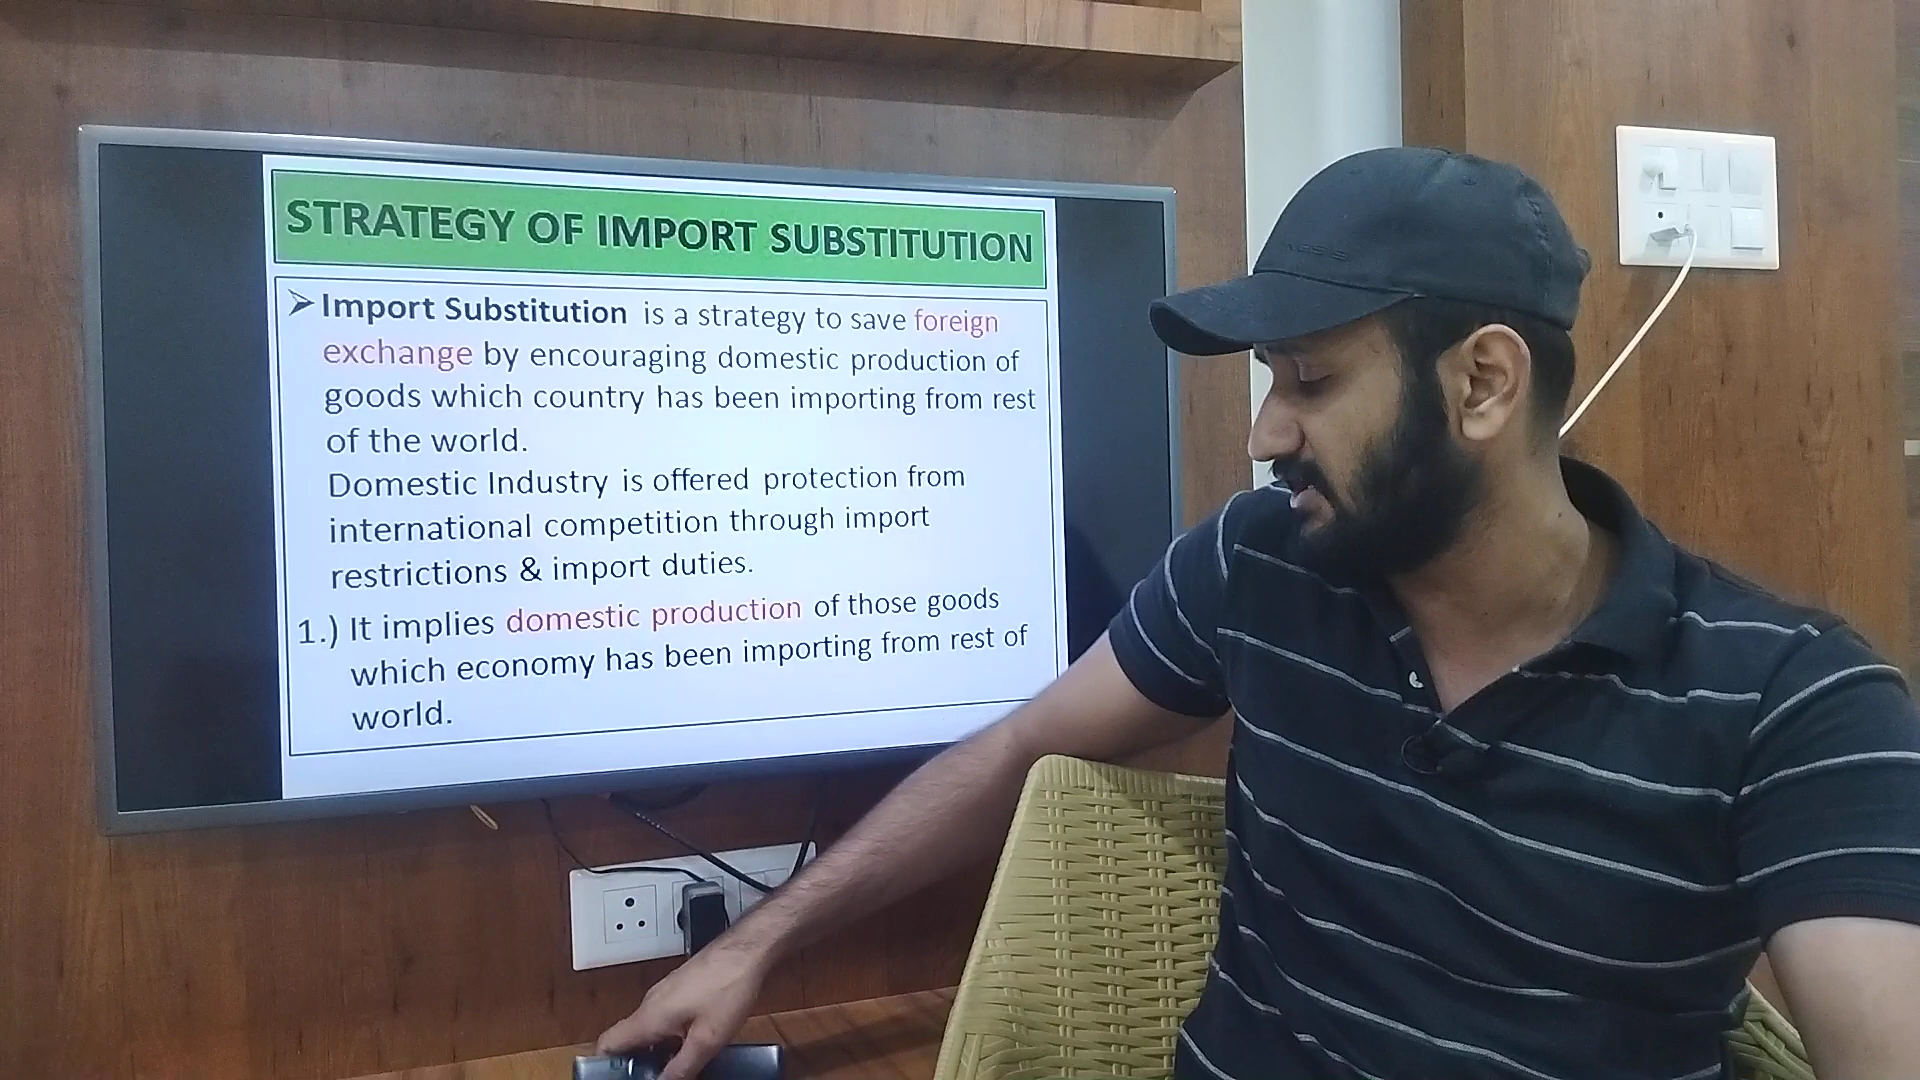 STRATEGY OF IMPORT SUBSTITUTION
➤ Import Substitution is a strategy to save foreign
exchange by encouraging domestic production of
goods which country has been importing from rest
of the world.
Domestic Industry is offered protection from
international competition through import
restrictions & import duties.
1.) It implies domestic production of those goods
which economy has been importing from rest of
world.